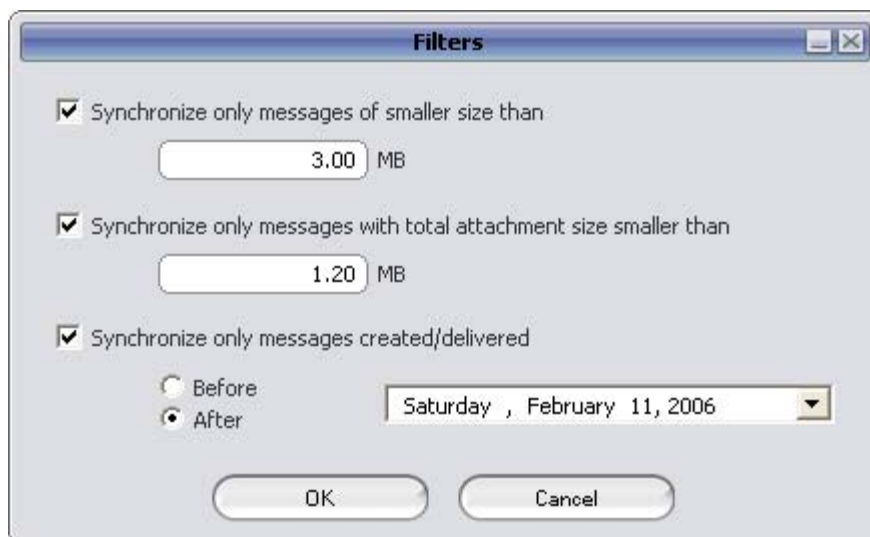 Filters
Synchronize only messages of smaller size than
3.00 MB
Synchronize only messages with total attachment size smaller than
1.20 MB
Synchronize only messages created/delivered
Before
After
Saturday , February 11, 2006
OK Cancel